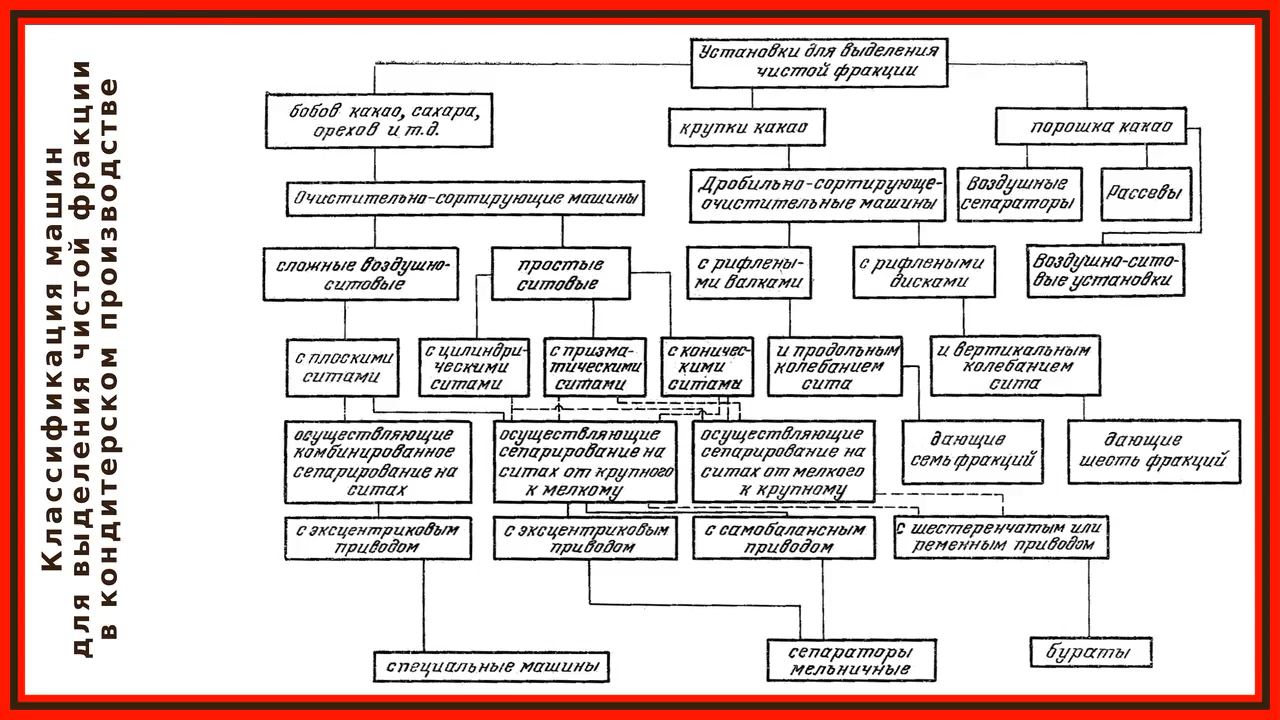 Классификация машин
для выделения чистой фракции
в кондитерском производстве
Установки для выделения
чистой фракции
бобов какао, сахара,
орехов и т.д.
крупки какао
порошка какао
Очистительно-сортирующие машины
Дробильно-сортирующе-
очистительные машины
Воздушные
сепараторы
Рассевы
сложные воздушно-
ситовые
простые
ситовые
с рифлены-
ми валками
с рифлеными
дисками
Воздушно-сито-
вые установки
с плоскими
ситами
с цилиндри-
ческими
ситами
с призма-
тическими
ситами
с коничес-
кими
ситами
и продольным
колебанием
сита
и вертикальным
колебанием
сита
осуществляющие
комбинированное
сепарирование на
ситах
осуществляющие
сепарирование на
ситах от крупного
к мелкому
осуществляющие
сепарирование на
ситах от мелкого
к крупному
дающие
семь фракций
дающие
шесть фракций
с эксцентриковым
приводом
с эксцентриковым
приводом
с самобалансным
приводом
с шестеренчатым или
ременным приводом
специальные машины
сепараторы
мельничные
бураты